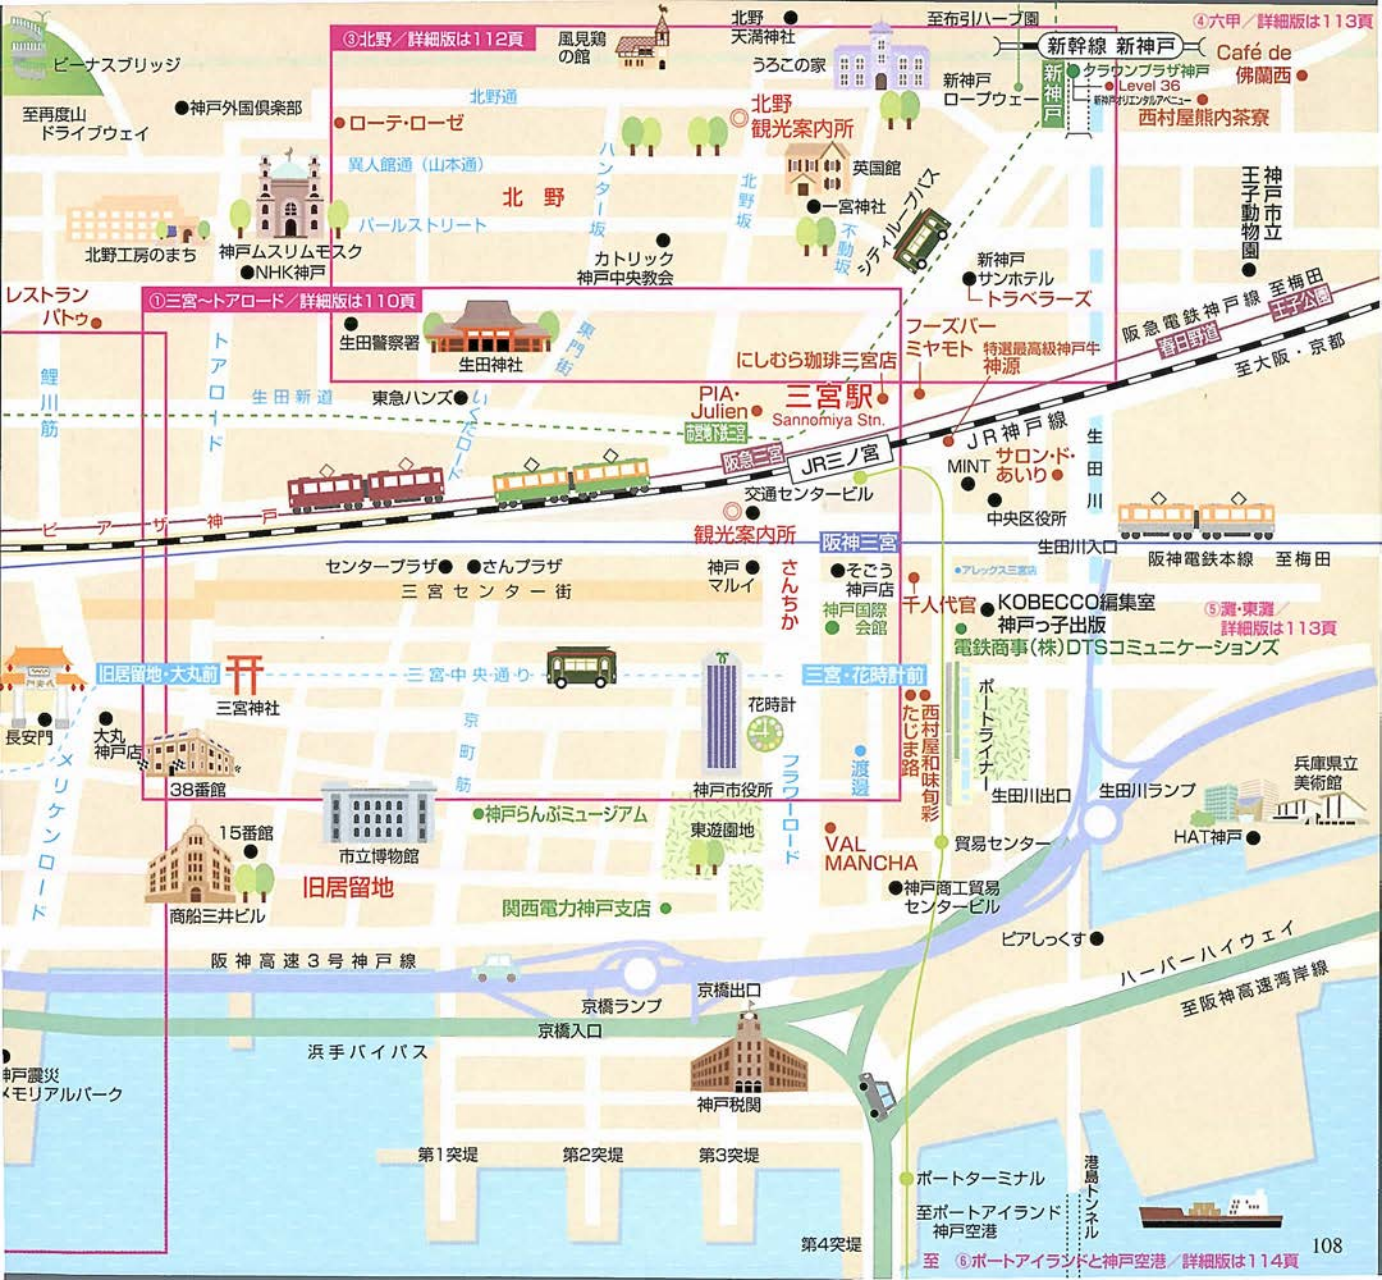 ③北野／詳細版は112頁
④六甲／詳細版は113頁
北野
天満神社
至布引ハーブ園
風見鶏
の館
うろこの家
新幹線 新神戸
新神戸
クラウンプラザ神戸
Level 36
新神戸オリエンタルアベニュー
Café de
佛蘭西
西村屋熊内茶寮
ビーナスブリッジ
至再度山
ドライブウェイ
神戸外国倶楽部
新神戸
ロープウェー
北野通
ローテ・ローゼ
北野
観光案内所
異人館通（山本通）
ハンター坂
北野
英国館
北野坂
一宮神社
不動坂
シティループバス
パールストリート
神戸市立
王子動物園
北野工房のまち
神戸ムスリムモスク
NHK神戸
カトリック
神戸中央教会
新神戸
サンホテル
トラベラーズ
レストラン
パトゥ
①三宮～トアロード／詳細版は110頁
生田警察署
生田神社
東門街
フーズバー
ミヤモト
特選最高級神戸牛
神源
阪急電鉄神戸線 至梅田
春日野道
王子公園
至大阪・京都
トアロード
鯉川筋
にしむら珈琲三宮店
生田新道
東急ハンズ
いくたロード
PIA・
Julien
三宮駅
Sannomiya Stn.
市営地下鉄三宮
阪急三宮
JR三ノ宮
JR神戸線
生田川
MINT
サロン・ド・
あいり
中央区役所
交通センタービル
観光案内所
ピアザ神戸
阪神三宮
生田川入口
阪神電鉄本線 至梅田
センタープラザ
さんプラザ
神戸
マルイ
さんちか
そごう
神戸店
アレックス三宮店
三宮センター街
神戸国際
会館
千人代官
KOBECCO編集室
神戸っ子出版
⑤灘・東灘／
詳細版は113頁
電鉄商事(株)DTSコミュニケーションズ
旧居留地・大丸前
三宮中央通り
三宮・花時計前
三宮神社
長安門
大丸
神戸店
京町筋
花時計
西村屋和味旬彩
たじま路
ポートライナー
メリケンロード
38番館
神戸市役所
フラワーロード
渡邊
生田川出口
生田川ランプ
兵庫県立
美術館
HAT神戸
神戸らんぷミュージアム
東遊園地
15番館
市立博物館
VAL
MANCHA
貿易センター
旧居留地
商船三井ビル
神戸商工貿易
センタービル
関西電力神戸支店
ピアしっくす
ハーバーハイウェイ
阪神高速3号神戸線
至阪神高速湾岸線
京橋出口
京橋ランプ
京橋入口
浜手バイパス
神戸震災
メモリアルパーク
神戸税関
第1突堤
第2突堤
第3突堤
ポートターミナル
港島トンネル
至ポートアイランド
神戸空港
第4突堤
至 ⑥ポートアイランドと神戸空港／詳細版は114頁
108